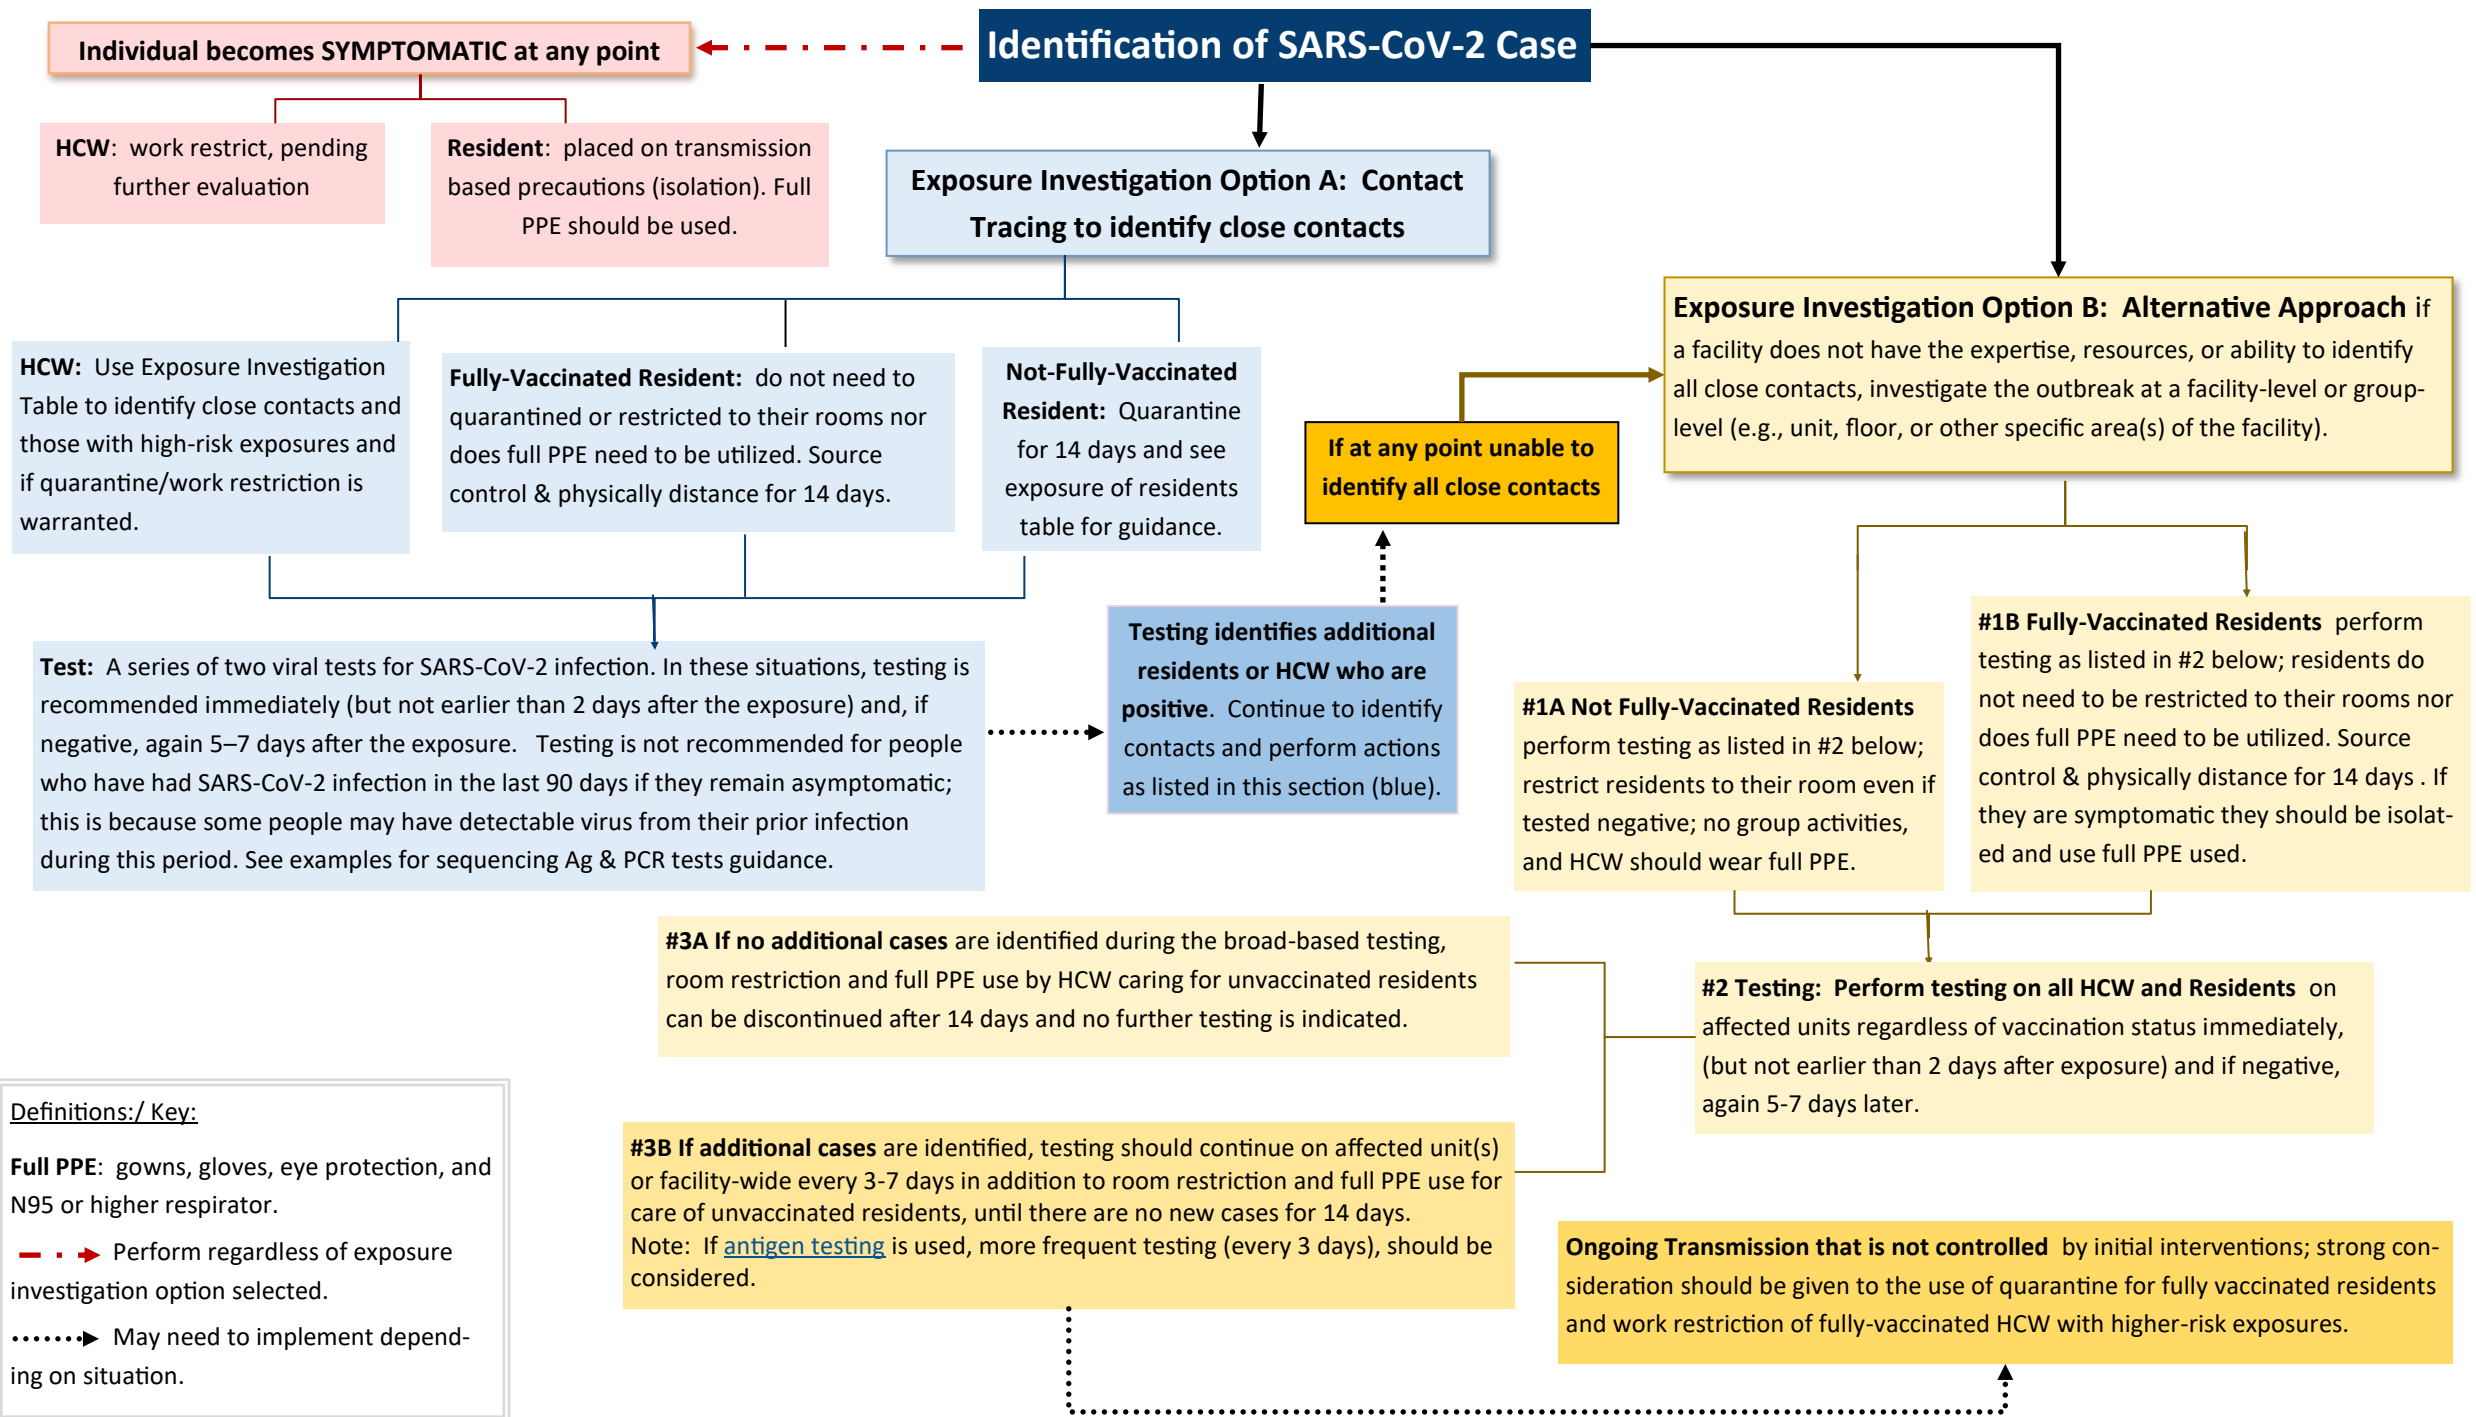 Identification of SARS-CoV-2 Case
Individual becomes SYMPTOMATIC at any point
HCW: work restrict, pending
further evaluation
Resident: placed on transmission
based precautions (isolation). Full
PPE should be used.
Exposure Investigation Option A: Contact
Tracing to identify close contacts
HCW: Use Exposure Investigation
Table to identify close contacts and
those with high-risk exposures and
if quarantine/work restriction is
warranted.
Fully-Vaccinated Resident: do not need to
quarantined or restricted to their rooms nor
does full PPE need to be utilized. Source
control & physically distance for 14 days.
Not-Fully-Vaccinated
Resident: Quarantine
for 14 days and see
exposure of residents
table for guidance.
Test: A series of two viral tests for SARS-CoV-2 infection. In these situations, testing is
recommended immediately (but not earlier than 2 days after the exposure) and, if
negative, again 5–7 days after the exposure. Testing is not recommended for people
who have had SARS-CoV-2 infection in the last 90 days if they remain asymptomatic;
this is because some people may have detectable virus from their prior infection
during this period. See examples for sequencing Ag & PCR tests guidance.
Testing identifies additional
residents or HCW who are
positive. Continue to identify
contacts and perform actions
as listed in this section (blue).
If at any point unable to
identify all close contacts
Exposure Investigation Option B: Alternative Approach if
a facility does not have the expertise, resources, or ability to identify
all close contacts, investigate the outbreak at a facility-level or group-
level (e.g., unit, floor, or other specific area(s) of the facility).
#1A Not Fully-Vaccinated Residents
perform testing as listed in #2 below;
restrict residents to their room even if
tested negative; no group activities,
and HCW should wear full PPE.
#1B Fully-Vaccinated Residents perform
testing as listed in #2 below; residents do
not need to be restricted to their rooms nor
does full PPE need to be utilized. Source
control & physically distance for 14 days . If
they are symptomatic they should be isolat-
ed and use full PPE used.
#2 Testing: Perform testing on all HCW and Residents on
affected units regardless of vaccination status immediately,
(but not earlier than 2 days after exposure) and if negative,
again 5-7 days later.
#3A If no additional cases are identified during the broad-based testing,
room restriction and full PPE use by HCW caring for unvaccinated residents
can be discontinued after 14 days and no further testing is indicated.
#3B If additional cases are identified, testing should continue on affected unit(s)
or facility-wide every 3-7 days in addition to room restriction and full PPE use for
care of unvaccinated residents, until there are no new cases for 14 days.
Note: If antigen testing is used, more frequent testing (every 3 days), should be
considered.
Ongoing Transmission that is not controlled by initial interventions; strong con-
sideration should be given to the use of quarantine for fully vaccinated residents
and work restriction of fully-vaccinated HCW with higher-risk exposures.
Definitions:/ Key:
Full PPE: gowns, gloves, eye protection, and
N95 or higher respirator.
Perform regardless of exposure
investigation option selected.
May need to implement depend-
ing on situation.